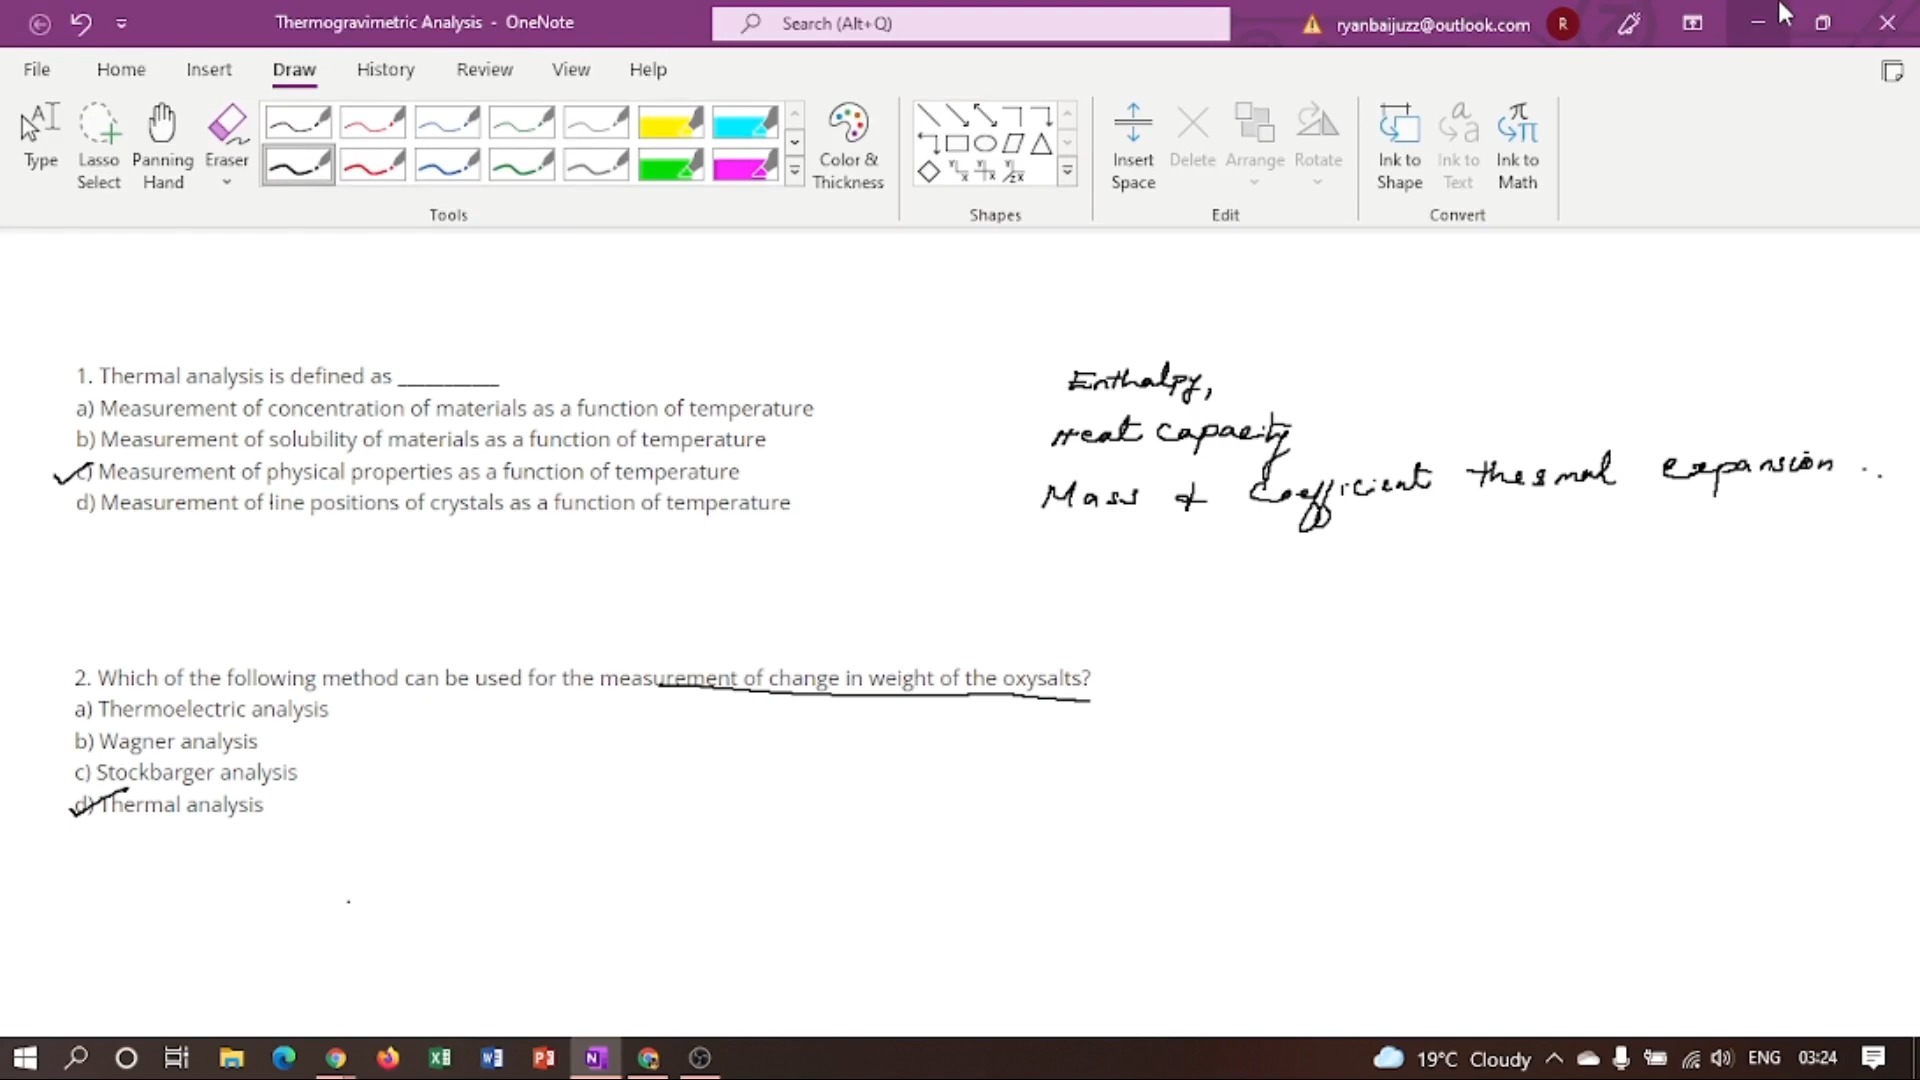 Thermogravimetric Analysis - OneNote
Search (Alt+Q)
ryanbaijuzz@outlook.com
R
File Home Insert Draw History Review View Help
Type
Lasso Select
Panning Hand
Eraser
Color & Thickness
Insert Space
Delete
Arrange
Rotate
Ink to Shape
Ink to Text
Ink to Math
Tools
Shapes
Edit
Convert
1. Thermal analysis is defined as __________
a) Measurement of concentration of materials as a function of temperature
b) Measurement of solubility of materials as a function of temperature
c) Measurement of physical properties as a function of temperature
d) Measurement of line positions of crystals as a function of temperature
Enthalpy,
Heat capacity
Mass & Coefficient thermal expansion ..
2. Which of the following method can be used for the measurement of change in weight of the oxysalts?
a) Thermoelectric analysis
b) Wagner analysis
c) Stockbarger analysis
d) Thermal analysis
19°C Cloudy
ENG
03:24